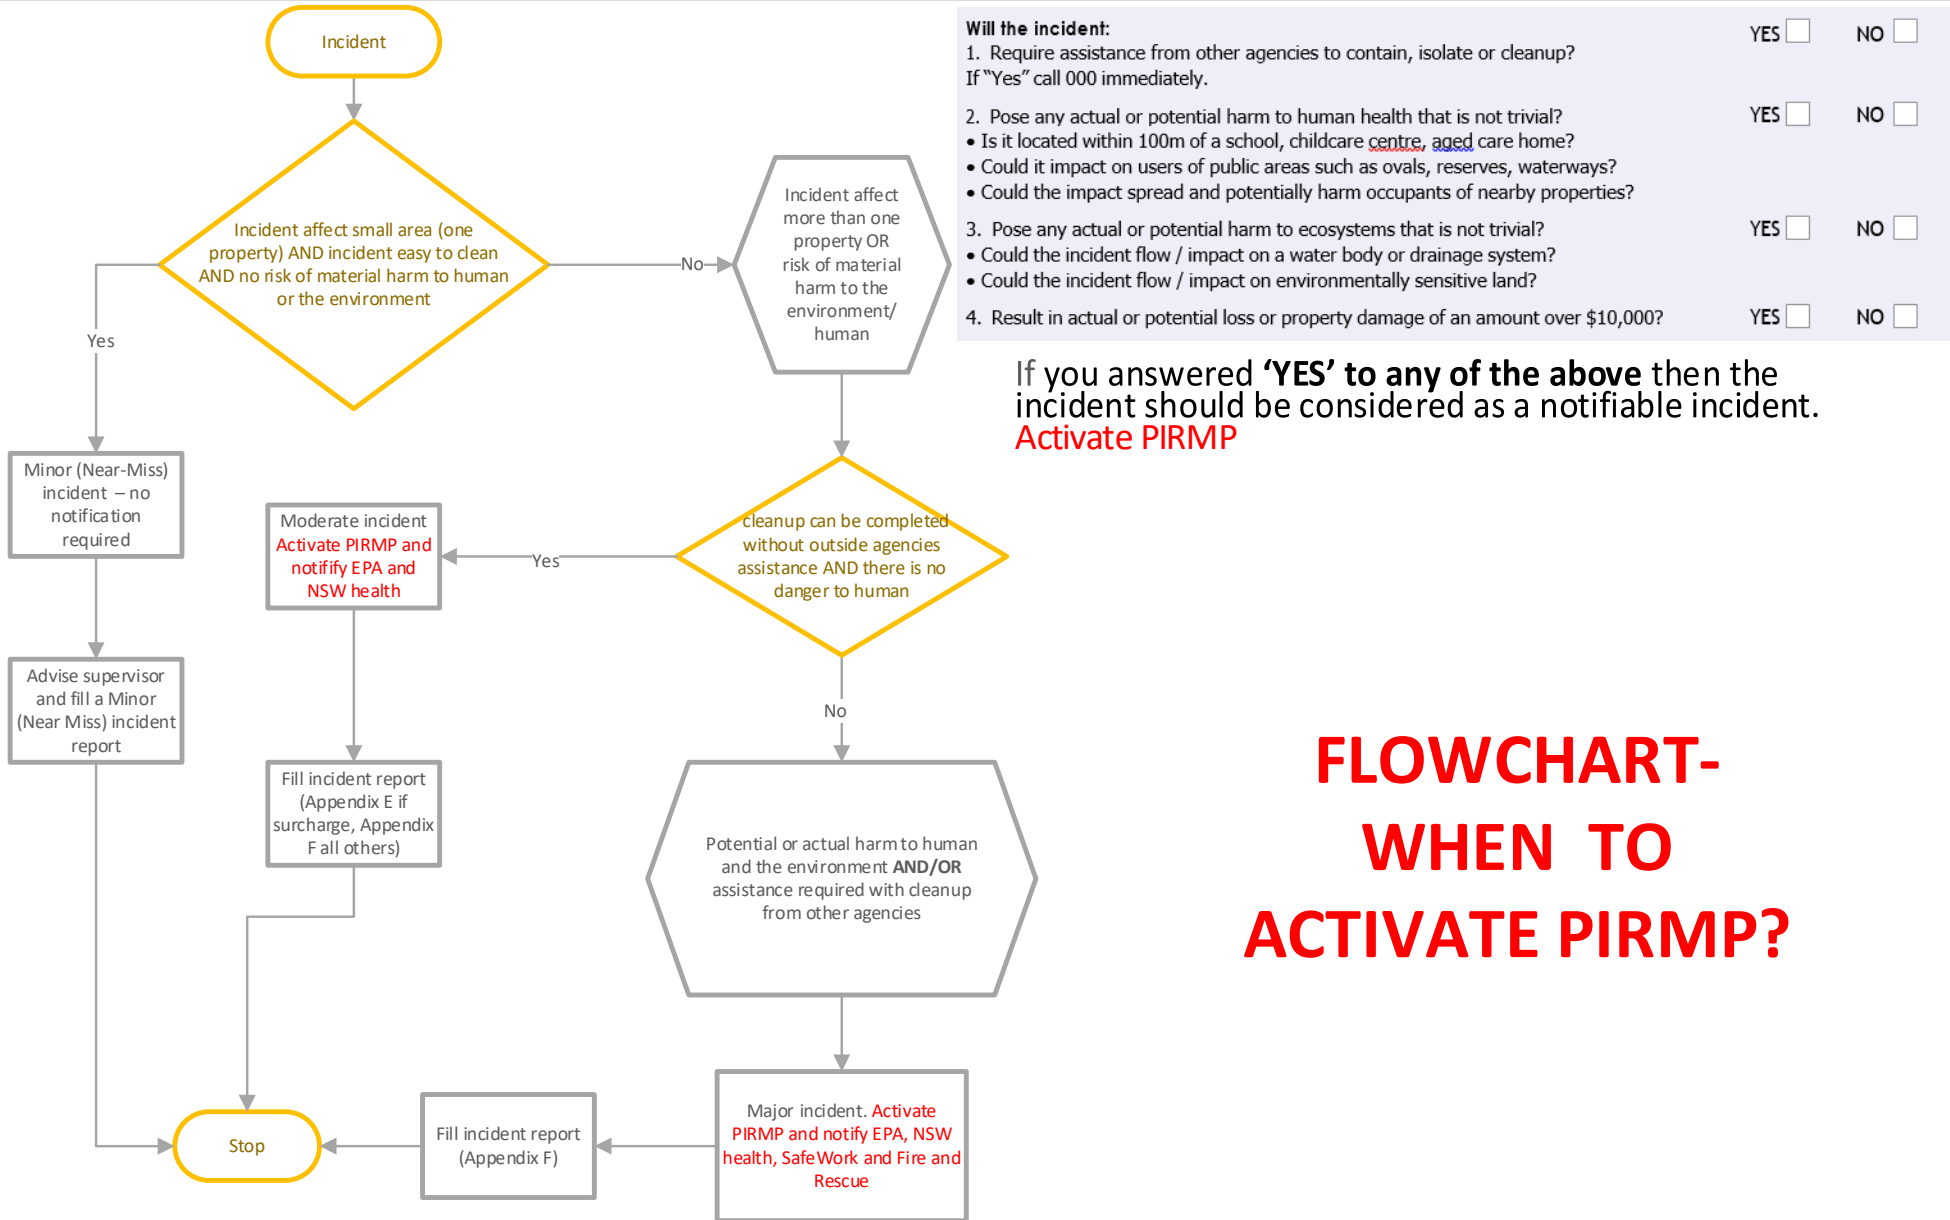 Incident
Will the incident:
YES
NO
1. Require assistance from other agencies to contain, isolate or cleanup?
If "Yes" call 000 immediately.
2. Pose any actual or potential harm to human health that is not trivial?
YES
NO
• Is it located within 100m of a school, childcare centre, aged care home?
• Could it impact on users of public areas such as ovals, reserves, waterways?
• Could the impact spread and potentially harm occupants of nearby properties?
3. Pose any actual or potential harm to ecosystems that is not trivial?
YES
NO
• Could the incident flow / impact on a water body or drainage system?
• Could the incident flow / impact on environmentally sensitive land?
4. Result in actual or potential loss or property damage of an amount over $10,000?
YES
NO
If you answered ‘YES’ to any of the above then the
incident should be considered as a notifiable incident.
Activate PIRMP
Incident affect small area (one
property) AND incident easy to clean
AND no risk of material harm to human
or the environment
No
Incident affect
more than one
property OR
risk of material
harm to the
environment/
human
Yes
Minor (Near-Miss)
incident – no
notification
required
Advise supervisor
and fill a Minor
(Near Miss) incident
report
cleanup can be completed
without outside agencies
assistance AND there is no
danger to human
Yes
Moderate incident
Activate PIRMP and
notifify EPA and
NSW health
Fill incident report
(Appendix E if
surcharge, Appendix
F all others)
No
Potential or actual harm to human
and the environment AND/OR
assistance required with cleanup
from other agencies
Major incident. Activate
PIRMP and notify EPA, NSW
health, SafeWork and Fire and
Rescue
Fill incident report
(Appendix F)
Stop
FLOWCHART-
WHEN TO
ACTIVATE PIRMP?